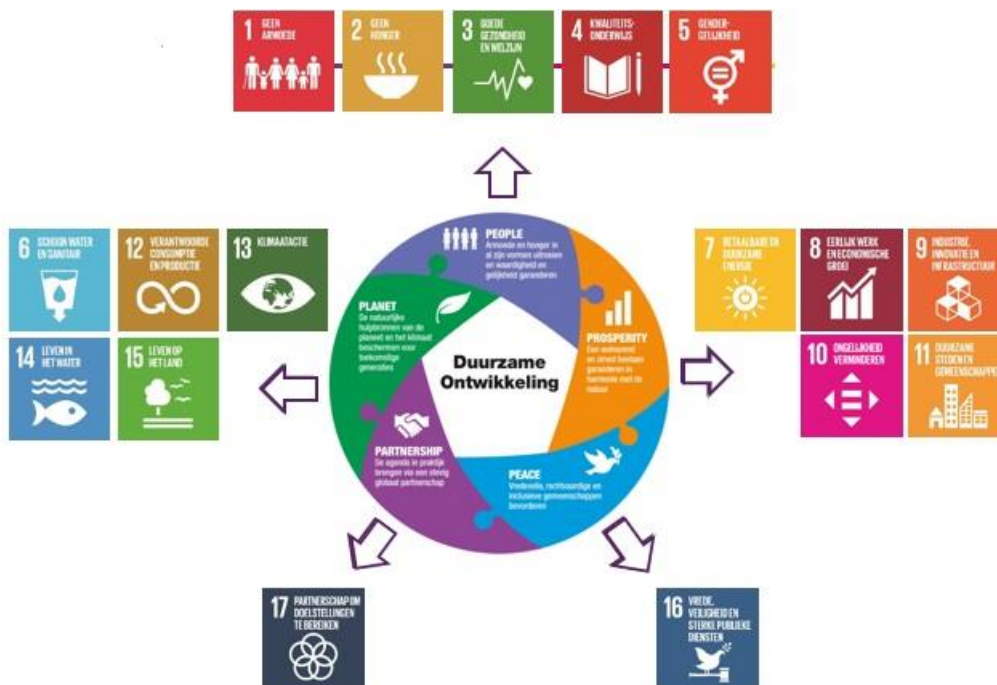 1 GEEN
ARMOEDE
2 GEEN
HONGER
3 GOEDE
GEZONDHEID
EN WELZIJN
4 KWALITEITS-
ONDERWIJS
5 GENDER-
GELIJKHEID
6 SCHOON WATER
EN SANITAIR
12 VERANTWOORDE
CONSUMPTIE
EN PRODUCTIE
13 KLIMAATACTIE
14 LEVEN IN
HET WATER
15 LEVEN OP
HET LAND
PEOPLE
Armoede en honger in
al zijn vormen uitroeien
en waardigheid en
gelijkheid garanderen
PLANET
De natuurlijke
hulpbronnen van de
planeet en het klimaat
beschermen voor
toekomstige
generaties
PROSPERITY
Een welvarend
en zinvol bestaan
garanderen in
harmonie met de
natuur
Duurzame
Ontwikkeling
PARTNERSHIP
De agenda in praktijk
brengen via een stevig
globaal partnerschap
PEACE
Vreedzame, rechtvaardige en
inclusieve gemeenschappen
bevorderen
7 BETAALBARE EN
DUURZAME
ENERGIE
8 EERLIJK WERK
EN ECONOMISCHE
GROEI
9 INDUSTRIE,
INNOVATIE EN
INFRASTRUCTUUR
10 ONGELIJKHEID
VERMINDEREN
11 DUURZAME
STEDEN EN
GEMEENSCHAPPE
17 PARTNERSCHAP OM
DOELSTELLINGEN
TE BEREIKEN
16 VREDE,
VEILIGHEID EN
STERKE PUBLIEKE
DIENSTEN